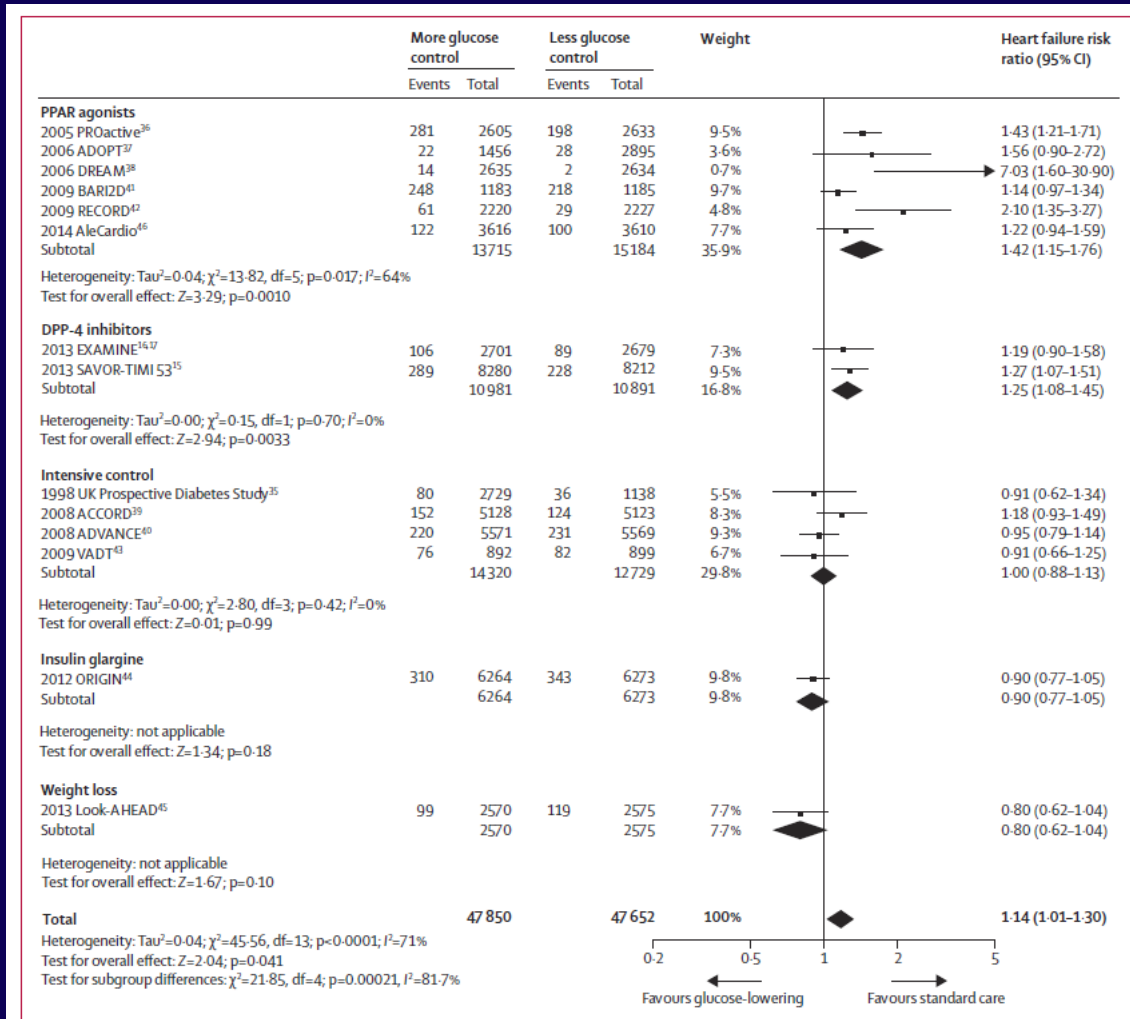 More glucose control Less glucose control Weight Heart failure risk ratio (95% CI)
Events Total Events Total
PPAR agonists
2005 PROactive³⁶ 281 2605 198 2633 9·5% 1·43 (1·21–1·71)
2006 ADOPT³⁷ 22 1456 28 2895 3·6% 1·56 (0·90–2·72)
2006 DREAM³⁸ 14 2635 2 2634 0·7% 7·03 (1·60–30·90)
2009 BARI2D⁴¹ 248 1183 218 1185 9·7% 1·14 (0·97–1·34)
2009 RECORD⁴² 61 2220 29 2227 4·8% 2·10 (1·35–3·27)
2014 AleCardio⁴⁶ 122 3616 100 3610 7·7% 1·22 (0·94–1·59)
Subtotal 13715 15184 35·9% 1·42 (1·15–1·76)
Heterogeneity: Tau²=0·04; χ²=13·82, df=5; p=0·017; I²=64%
Test for overall effect: Z=3·29; p=0·0010
DPP-4 inhibitors
2013 EXAMINE¹⁶,¹⁷ 106 2701 89 2679 7·3% 1·19 (0·90–1·58)
2013 SAVOR-TIMI 53¹⁵ 289 8280 228 8212 9·5% 1·27 (1·07–1·51)
Subtotal 10981 10891 16·8% 1·25 (1·08–1·45)
Heterogeneity: Tau²=0·00; χ²=0·15, df=1; p=0·70; I²=0%
Test for overall effect: Z=2·94; p=0·0033
Intensive control
1998 UK Prospective Diabetes Study³⁵ 80 2729 36 1138 5·5% 0·91 (0·62–1·34)
2008 ACCORD³⁹ 152 5128 124 5123 8·3% 1·18 (0·93–1·49)
2008 ADVANCE⁴⁰ 220 5571 231 5569 9·3% 0·95 (0·79–1·14)
2009 VADT⁴³ 76 892 82 899 6·7% 0·91 (0·66–1·25)
Subtotal 14320 12729 29·8% 1·00 (0·88–1·13)
Heterogeneity: Tau²=0·00; χ²=2·80, df=3; p=0·42; I²=0%
Test for overall effect: Z=0·01; p=0·99
Insulin glargine
2012 ORIGIN⁴⁴ 310 6264 343 6273 9·8% 0·90 (0·77–1·05)
Subtotal 6264 6273 9·8% 0·90 (0·77–1·05)
Heterogeneity: not applicable
Test for overall effect: Z=1·34; p=0·18
Weight loss
2013 Look-AHEAD⁴⁵ 99 2570 119 2575 7·7% 0·80 (0·62–1·04)
Subtotal 2570 2575 7·7% 0·80 (0·62–1·04)
Heterogeneity: not applicable
Test for overall effect: Z=1·67; p=0·10
Total 47 850 47 652 100% 1·14 (1·01–1·30)
Heterogeneity: Tau²=0·04; χ²=45·56, df=13; p<0·0001; I²=71%
Test for overall effect: Z=2·04; p=0·041
Test for subgroup differences: χ²=21·85, df=4; p=0.00021, I²=81·7%
0·2 0·5 1 2 5
Favours glucose-lowering Favours standard care